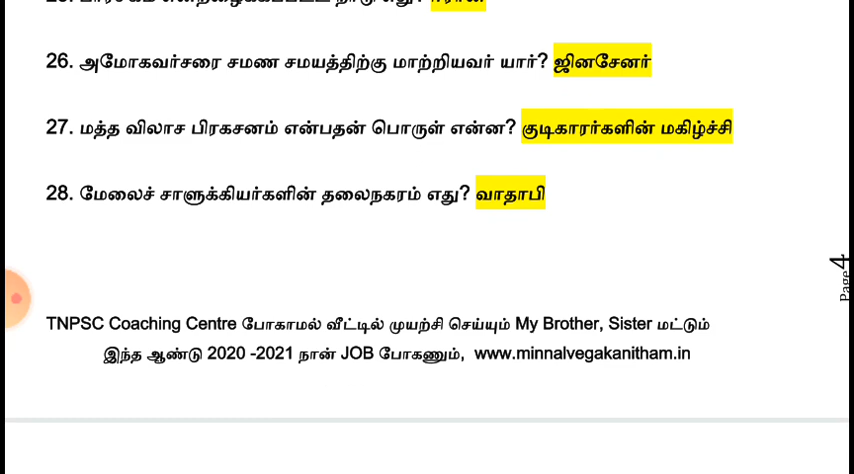 26. அமோகவர்சரை சமண சமயத்திற்கு மாற்றியவர் யார்? ஜினசேனர்
27. மத்த விலாச பிரகசனம் என்பதன் பொருள் என்ன? குடிகாரர்களின் மகிழ்ச்சி
28. மேலைச் சாளுக்கியர்களின் தலைநகரம் எது? வாதாபி
Page 4
TNPSC Coaching Centre போகாமல் வீட்டில் முயற்சி செய்யும் My Brother, Sister மட்டும்
இந்த ஆண்டு 2020 -2021 நான் JOB போகணும், www.minnalvegakanitham.in